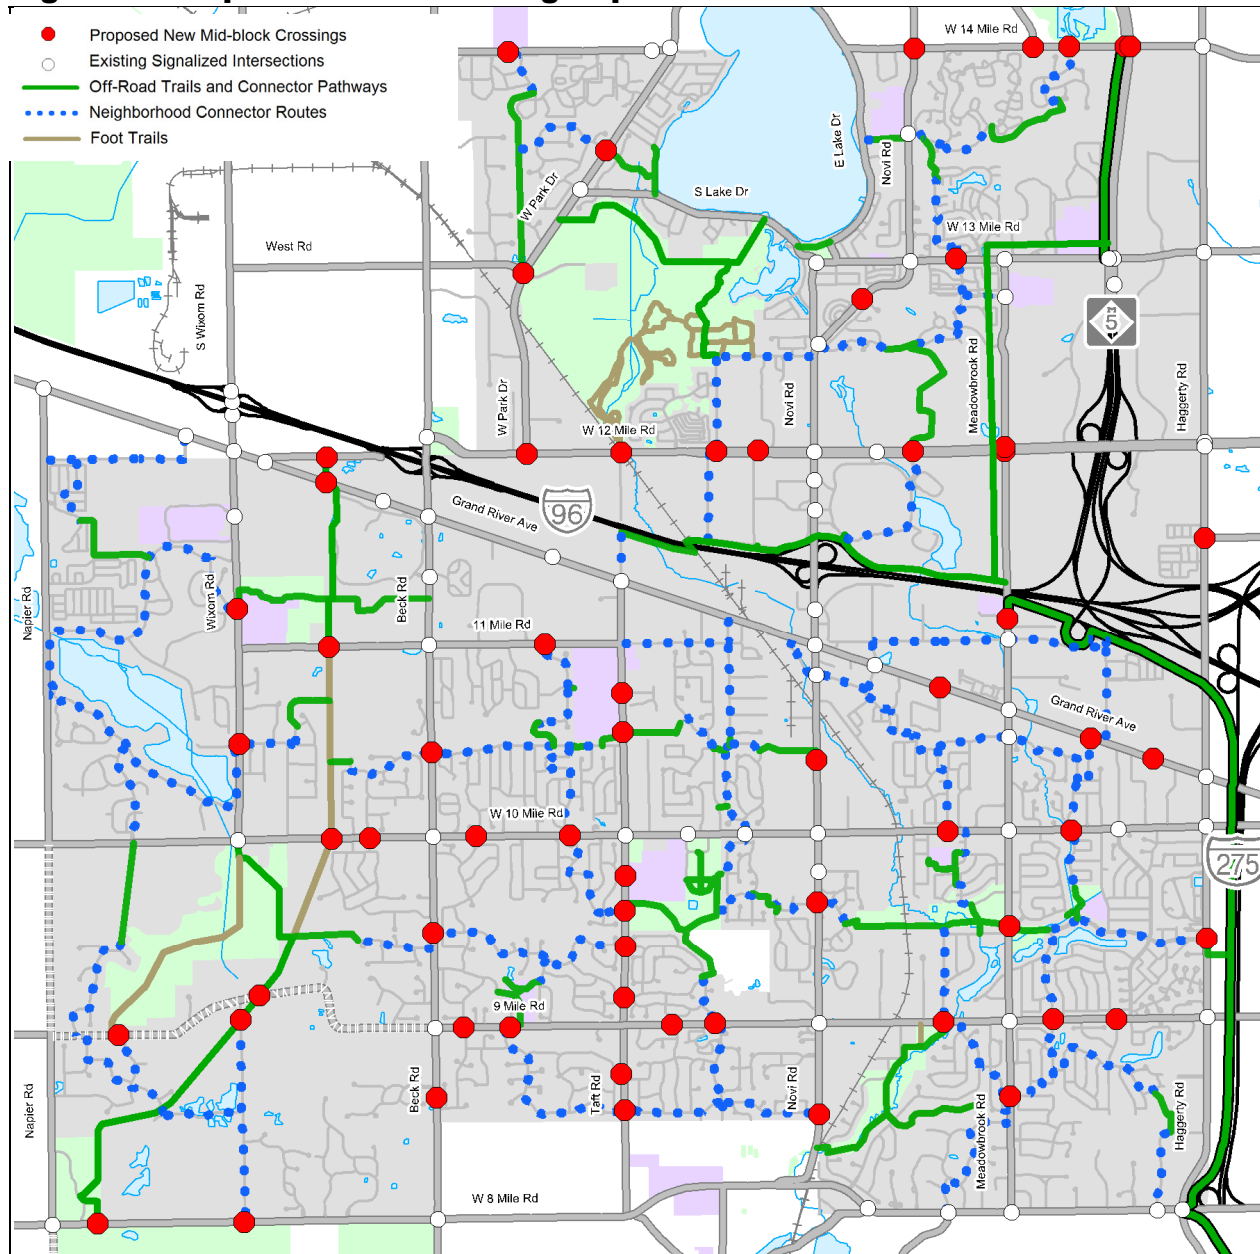 Proposed New Mid-block Crossings
Existing Signalized Intersections
Off-Road Trails and Connector Pathways
Neighborhood Connector Routes
Foot Trails
W 14 Mile Rd
E Lake Dr
Novi Rd
S Lake Dr
W Park Dr
W 13 Mile Rd
West Rd
S Wixom Rd
M
5
Meadowbrook Rd
Haggerty Rd
W Park Dr
Novi Rd
W 12 Mile Rd
Grand River Ave
96
Napier Rd
Wixom Rd
Beck Rd
11 Mile Rd
Grand River Ave
W 10 Mile Rd
275
9 Mile Rd
Napier Rd
Beck Rd
Taft Rd
Novi Rd
Meadowbrook Rd
Haggerty Rd
W 8 Mile Rd